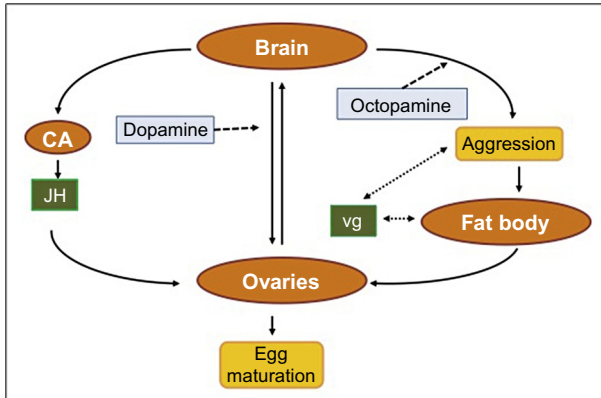 Brain
Octopamine
Dopamine
CA
Aggression
JH
vg
Fat body
Ovaries
Egg
maturation